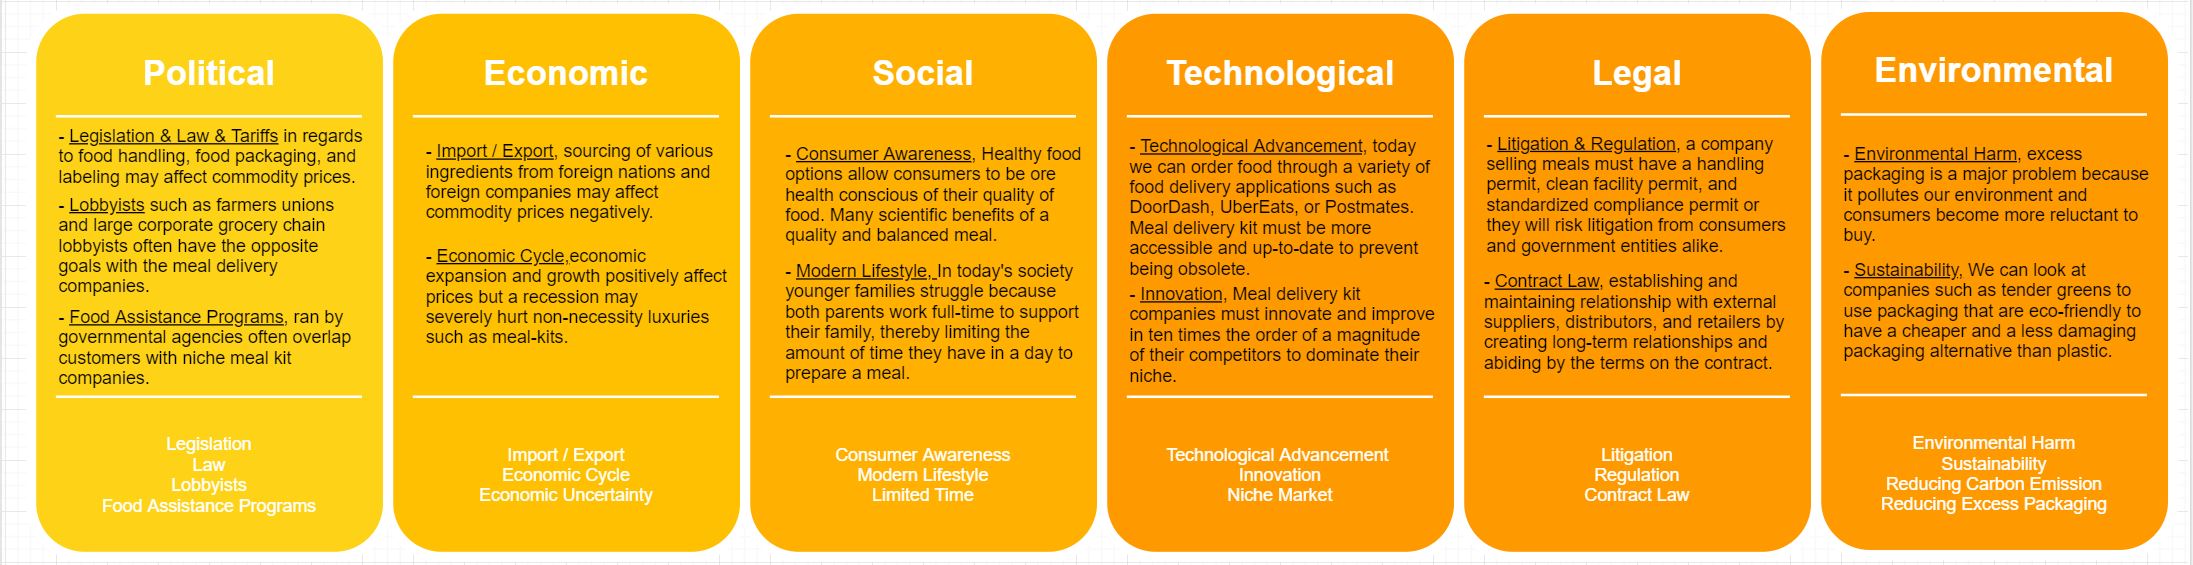 Political
- Legislation & Law & Tariffs in regards
to food handling, food packaging, and
labeling may affect commodity prices.
- Lobbyists such as farmers unions
and large corporate grocery chain
lobbyists often have the opposite
goals with the meal delivery
companies.
- Food Assistance Programs, ran by
governmental agencies often overlap
customers with niche meal kit
companies.
Legislation
Law
Lobbyists
Food Assistance Programs
Economic
- Import / Export, sourcing of various
ingredients from foreign nations and
foreign companies may affect
commodity prices negatively.
- Economic Cycle,economic
expansion and growth positively affect
prices but a recession may
severely hurt non-necessity luxuries
such as meal-kits.
Import / Export
Economic Cycle
Economic Uncertainty
Social
- Consumer Awareness, Healthy food
options allow consumers to be ore
health conscious of their quality of
food. Many scientific benefits of a
quality and balanced meal.
- Modern Lifestyle, In today's society
younger families struggle because
both parents work full-time to support
their family, thereby limiting the
amount of time they have in a day to
prepare a meal.
Consumer Awareness
Modern Lifestyle
Limited Time
Technological
- Technological Advancement, today
we can order food through a variety of
food delivery applications such as
DoorDash, UberEats, or Postmates.
Meal delivery kit must be more
accessible and up-to-date to prevent
being obsolete.
- Innovation, Meal delivery kit
companies must innovate and improve
in ten times the order of a magnitude
of their competitors to dominate their
niche.
Technological Advancement
Innovation
Niche Market
Legal
- Litigation & Regulation, a company
selling meals must have a handling
permit, clean facility permit, and
standardized compliance permit or
they will risk litigation from consumers
and government entities alike.
- Contract Law, establishing and
maintaining relationship with external
suppliers, distributors, and retailers by
creating long-term relationships and
abiding by the terms on the contract.
Litigation
Regulation
Contract Law
Environmental
- Environmental Harm, excess
packaging is a major problem because
it pollutes our environment and
consumers become more reluctant to
buy.
- Sustainability, We can look at
companies such as tender greens to
use packaging that are eco-friendly to
have a cheaper and a less damaging
packaging alternative than plastic.
Environmental Harm
Sustainability
Reducing Carbon Emission
Reducing Excess Packaging